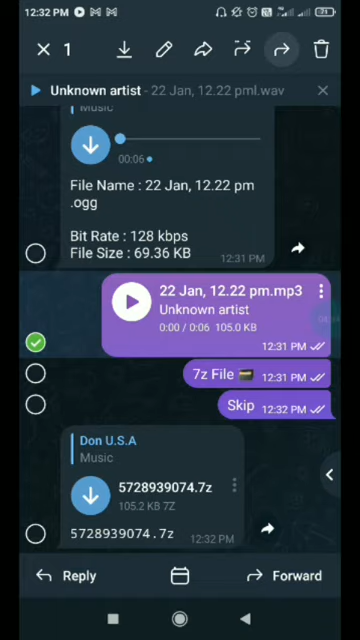 12:32 PM
71
1
Unknown artist - 22 Jan, 12.22 pml.wav
Music
00:06
File Name : 22 Jan, 12.22 pm
.ogg
Bit Rate : 128 kbps
File Size : 69.36 KB
12:31 PM
22 Jan, 12.22 pm.mp3
Unknown artist
0:00 / 0:06 105.0 KB
12:31 PM
7z File
12:31 PM
Skip
12:32 PM
Don U.S.A
Music
5728939074.7z
105.2 KB 7Z
5728939074.7z
12:32 PM
Reply
Forward